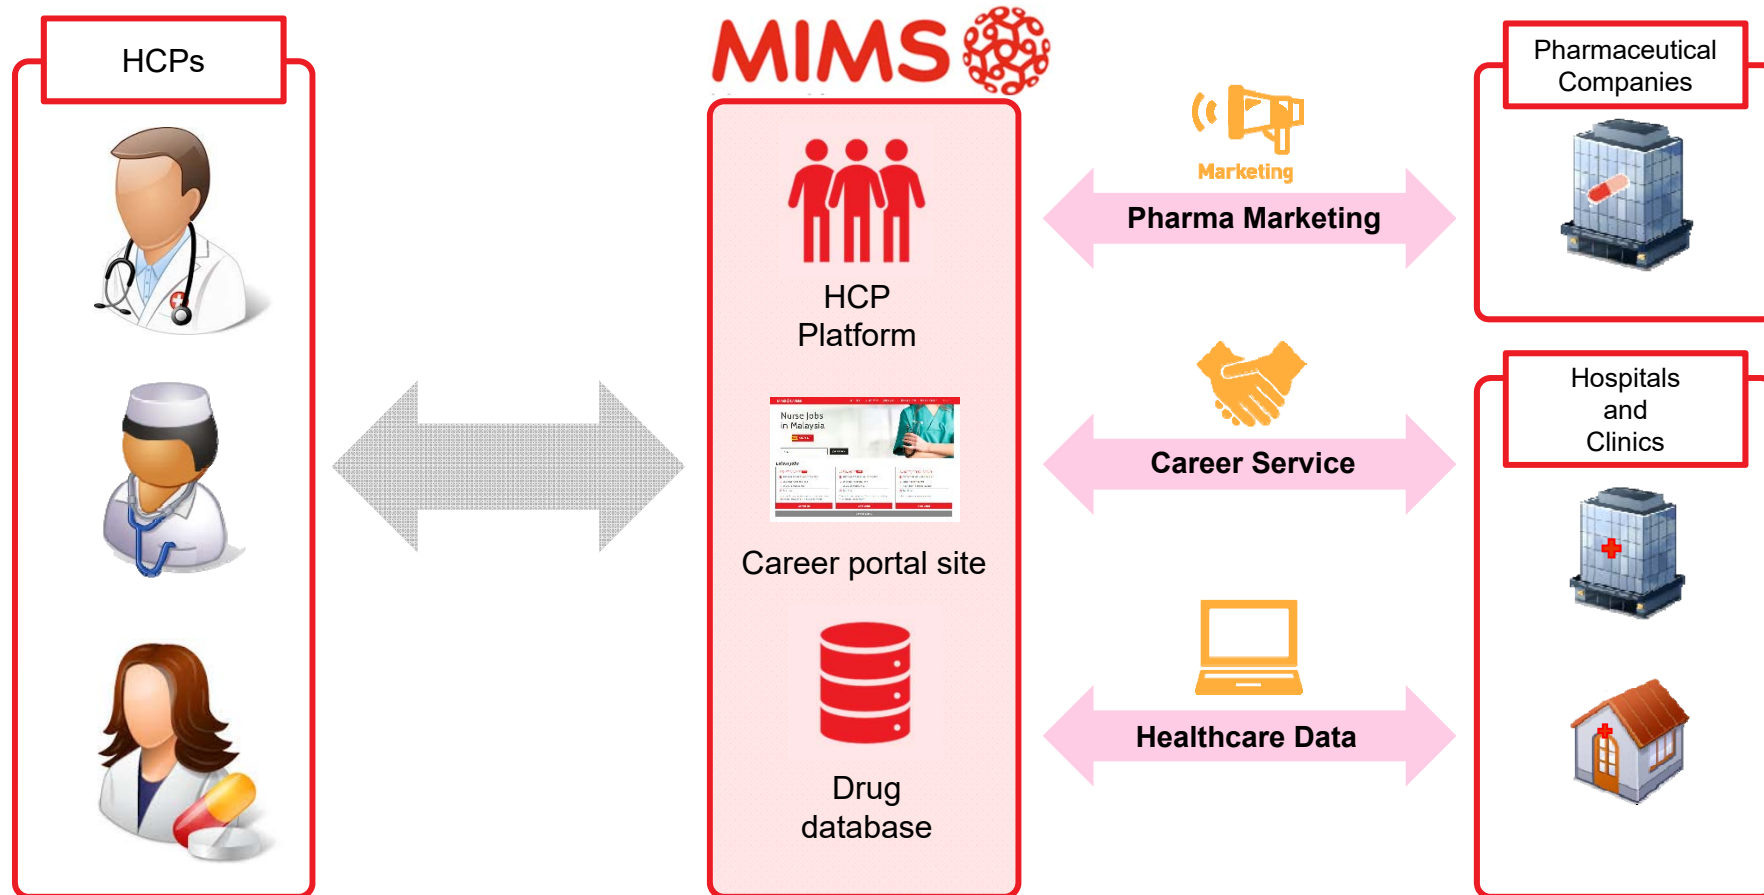 HCPs
MIMS
HCP
Platform
Nurse Jobs
in Malaysia
Career portal site
Drug
database
Marketing
Pharma Marketing
Career Service
Healthcare Data
Pharmaceutical
Companies
Hospitals
and
Clinics